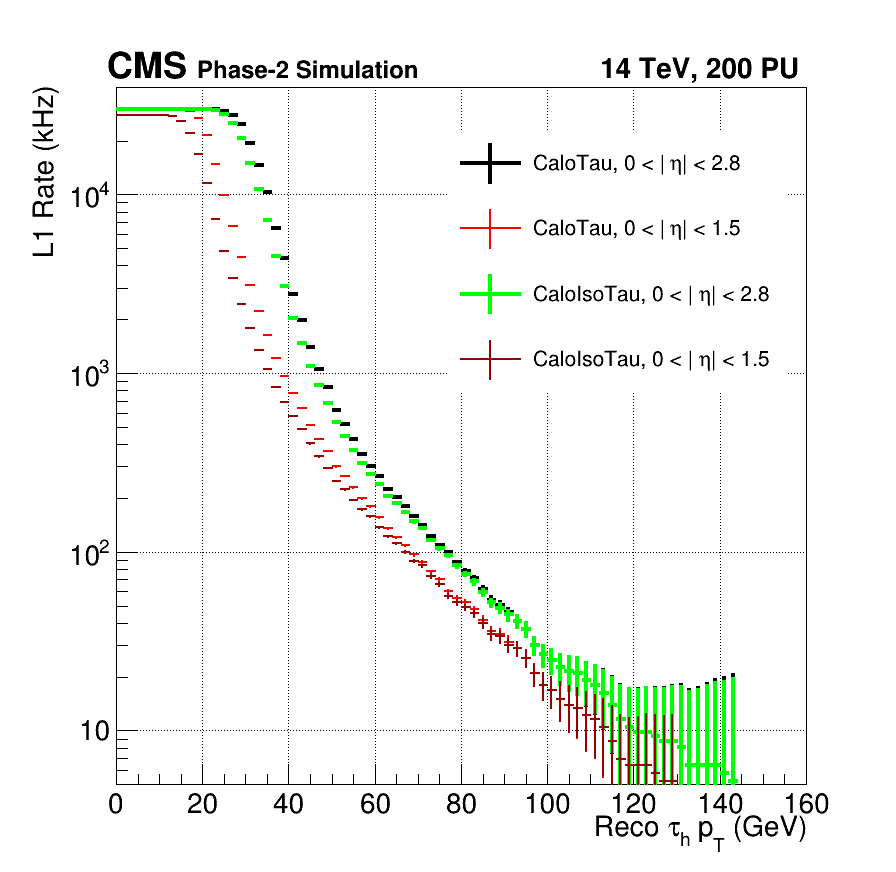 CMS Phase-2 Simulation 14 TeV, 200 PU
L1 Rate (kHz)
10⁴
10³
10²
10
CaloTau, 0 < | η| < 2.8
CaloTau, 0 < | η| < 1.5
CaloIsoTau, 0 < | η| < 2.8
CaloIsoTau, 0 < | η| < 1.5
0 20 40 60 80 100 120 140 160
Reco τ_h p_T (GeV)